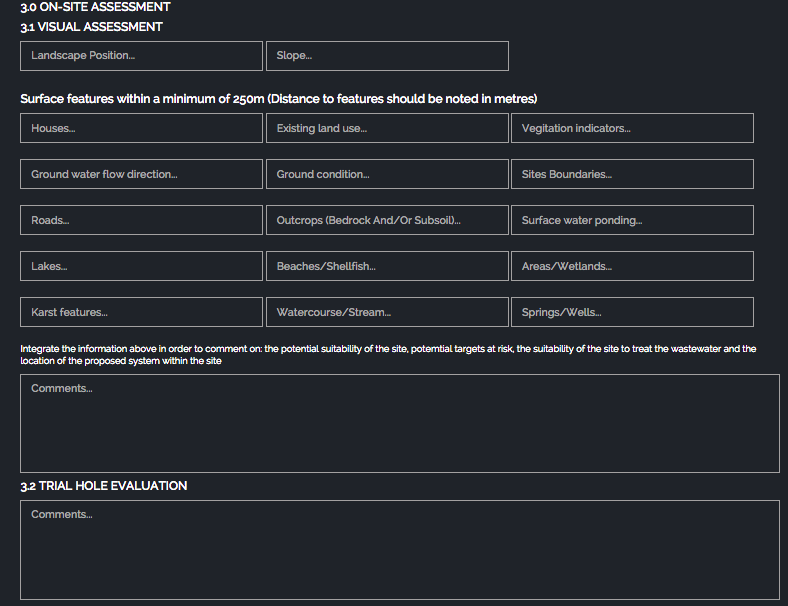 3.0 ON-SITE ASSESSMENT
3.1 VISUAL ASSESSMENT
Landscape Position... Slope...
Surface features within a minimum of 250m (Distance to features should be noted in metres)
Houses... Existing land use... Vegitation indicators...
Ground water flow direction... Ground condition... Sites Boundaries...
Roads... Outcrops (Bedrock And/Or Subsoil)... Surface water ponding...
Lakes... Beaches/Shellfish... Areas/Wetlands...
Karst features... Watercourse/Stream... Springs/Wells...
Integrate the information above in order to comment on: the potential suitability of the site, potemtial targets at risk, the suitability of the site to treat the wastewater and the
location of the proposed system within the site
Comments...
3.2 TRIAL HOLE EVALUATION
Comments...